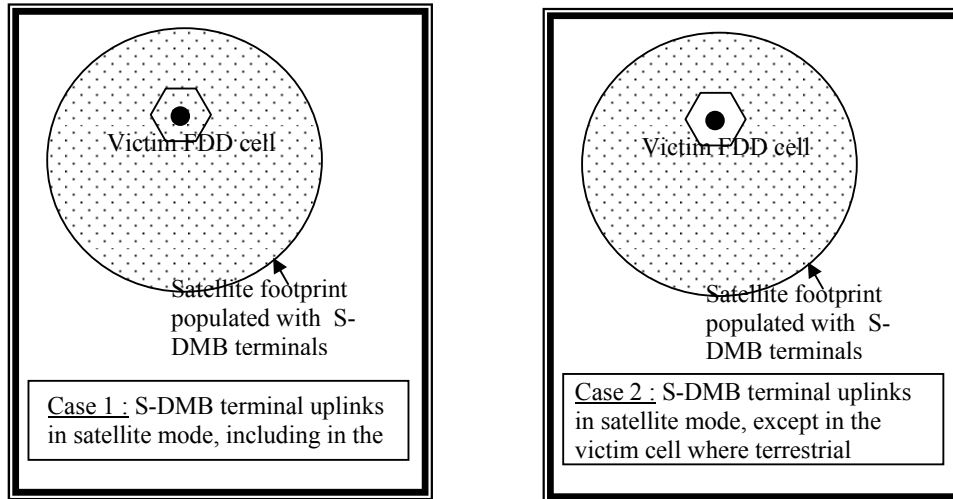 Victim FDD cell
Satellite footprint
populated with S-
DMB terminals
Case 1 : S-DMB terminal uplinks
in satellite mode, including in the
Victim FDD cell
Satellite footprint
populated with S-
DMB terminals
Case 2 : S-DMB terminal uplinks
in satellite mode, except in the
victim cell where terrestrial